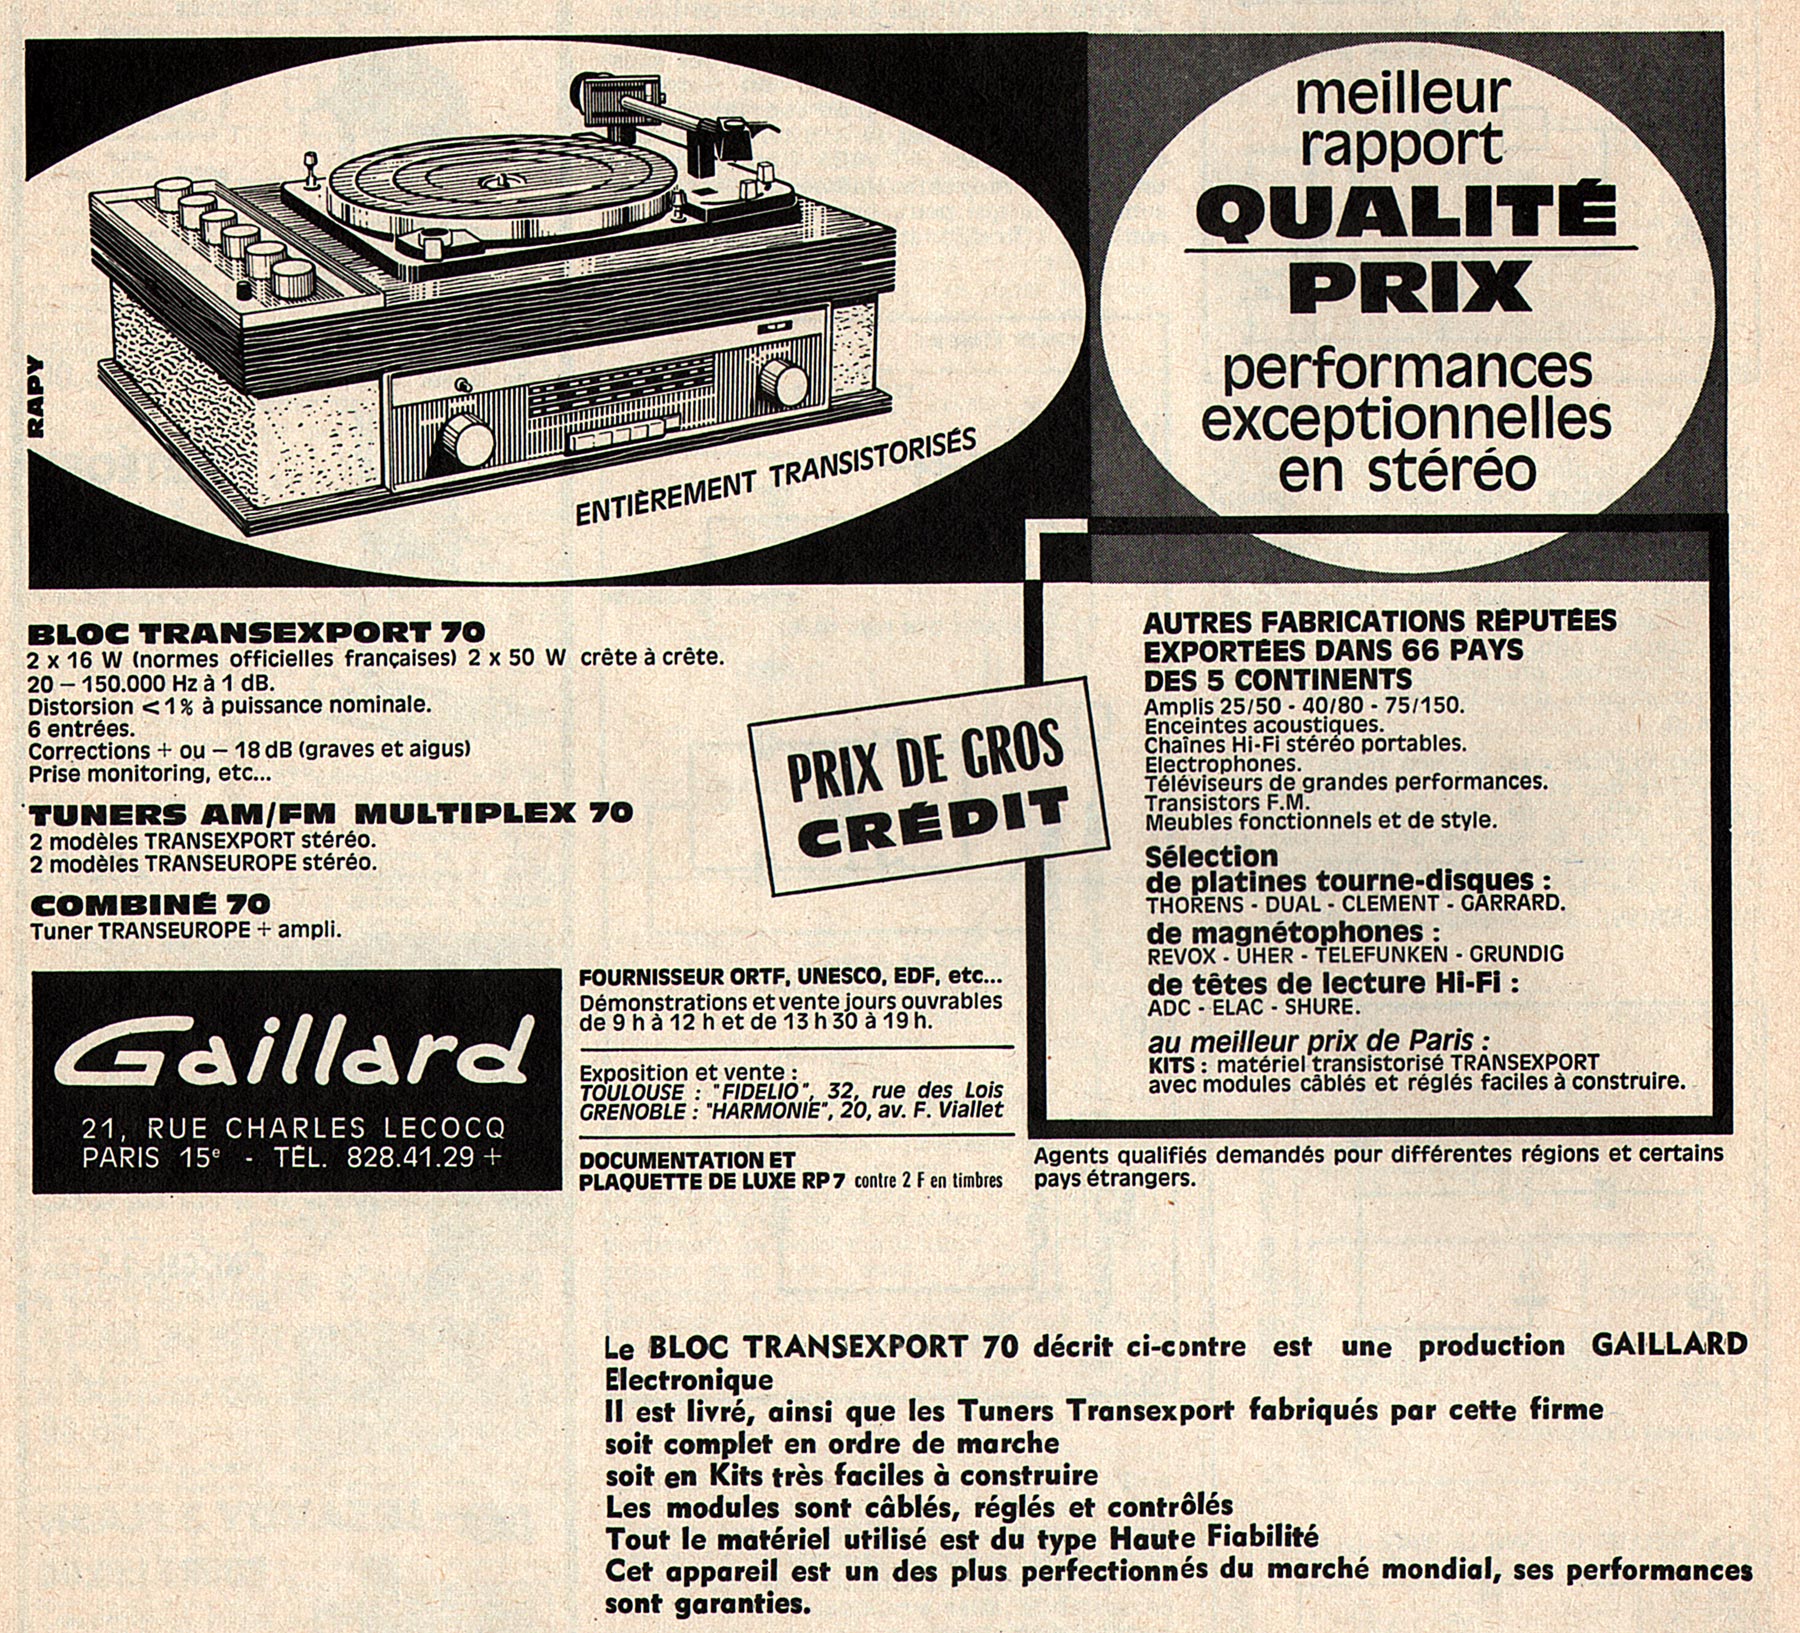 meilleur
rapport
QUALITÉ
PRIX
performances
exceptionnelles
en stéréo
RAPY
ENTIÈREMENT TRANSISTORISÉS
BLOC TRANSEXPORT 70
2 x 16 W (normes officielles françaises) 2 x 50 W crête à crête.
20 – 150.000 Hz à 1 dB.
Distorsion < 1% à puissance nominale.
6 entrées.
Corrections + ou – 18 dB (graves et aigus)
Prise monitoring, etc...
TUNERS AM/FM MULTIPLEX 70
2 modèles TRANSEXPORT stéréo.
2 modèles TRANSEUROPE stéréo.
COMBINÉ 70
Tuner TRANSEUROPE + ampli.
PRIX DE GROS
CRÉDIT
AUTRES FABRICATIONS RÉPUTÉES
EXPORTÉES DANS 66 PAYS
DES 5 CONTINENTS
Amplis 25/50 - 40/80 - 75/150.
Enceintes acoustiques.
Chaînes Hi-Fi stéréo portables.
Electrophones.
Téléviseurs de grandes performances.
Transistors F.M.
Meubles fonctionnels et de style.
Sélection
de platines tourne-disques :
THORENS - DUAL - CLEMENT - GARRARD.
de magnétophones :
REVOX - UHER - TELEFUNKEN - GRUNDIG
de têtes de lecture Hi-Fi :
ADC - ELAC - SHURE.
au meilleur prix de Paris :
KITS : matériel transistorisé TRANSEXPORT
avec modules câblés et réglés faciles à construire.
Gaillard
21, RUE CHARLES LECOCQ
PARIS 15e - TÉL. 828.41.29 +
FOURNISSEUR ORTF, UNESCO, EDF, etc...
Démonstrations et vente jours ouvrables
de 9 h à 12 h et de 13 h 30 à 19 h.
Exposition et vente :
TOULOUSE : "FIDELIO", 32, rue des Lois
GRENOBLE : "HARMONIE", 20, av. F. Viallet
DOCUMENTATION ET
PLAQUETTE DE LUXE RP7 contre 2 F en timbres
Agents qualifiés demandés pour différentes régions et certains
pays étrangers.
Le BLOC TRANSEXPORT 70 décrit ci-contre est une production GAILLARD
Electronique
Il est livré, ainsi que les Tuners Transexport fabriqués par cette firme
soit complet en ordre de marche
soit en Kits très faciles à construire
Les modules sont câblés, réglés et contrôlés
Tout le matériel utilisé est du type Haute Fiabilité
Cet appareil est un des plus perfectionnés du marché mondial, ses performances
sont garanties.